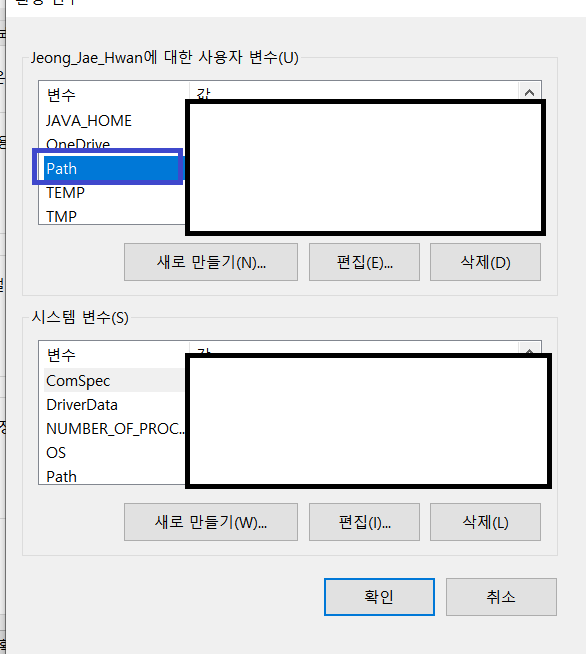 Jeong_Jae_Hwan에 대한 사용자 변수(U)
변수 값
JAVA_HOME
OneDrive
Path
TEMP
TMP
새로 만들기(N)... 편집(E)... 삭제(D)
시스템 변수(S)
변수
ComSpec
DriverData
NUMBER_OF_PROC...
OS
Path
새로 만들기(W)... 편집(I)... 삭제(L)
확인 취소